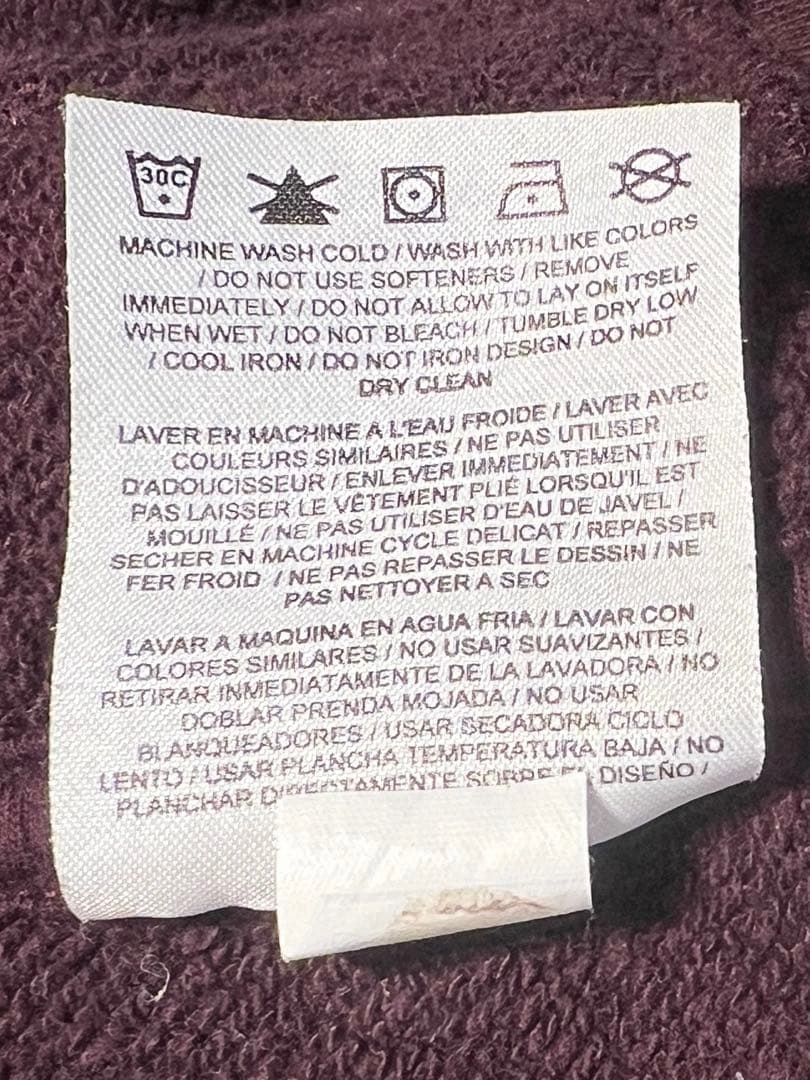 30C
MACHINE WASH COLD / WASH WITH LIKE COLORS
/ DO NOT USE SOFTENERS / REMOVE
IMMEDIATELY / DO NOT ALLOW TO LAY ON ITSELF
WHEN WET / DO NOT BLEACH / TUMBLE DRY LOW
/ COOL IRON / DO NOT IRON DESIGN / DO NOT
DRY CLEAN
LAVER EN MACHINE A L'EAU FROIDE / LAVER AVEC
COULEURS SIMILAIRES / NE PAS UTILISER
D'ADOUCISSEUR / ENLEVER IMMEDIATEMENT / NE
PAS LAISSER LE VÊTEMENT PLIÉ LORSQU'IL EST
MOUILLÉ / NE PAS UTILISER D'EAU DE JAVEL /
SECHER EN MACHINE CYCLE DELICAT / REPASSER
FER FROID / NE PAS REPASSER LE DESSIN / NE
PAS NETTOYER A SEC
LAVAR A MAQUINA EN AGUA FRIA / LAVAR CON
COLORES SIMILARES / NO USAR SUAVIZANTES /
RETIRAR INMEDIATAMENTE DE LA LAVADORA / NO
DOBLAR PRENDA MOJADA / NO USAR
BLANQUEADORES / USAR SECADORA CICLO
LENTO / USAR PLANCHA TEMPERATURA BAJA / NO
PLANCHAR DIRECTAMENTE SOBRE EL DISEÑO /